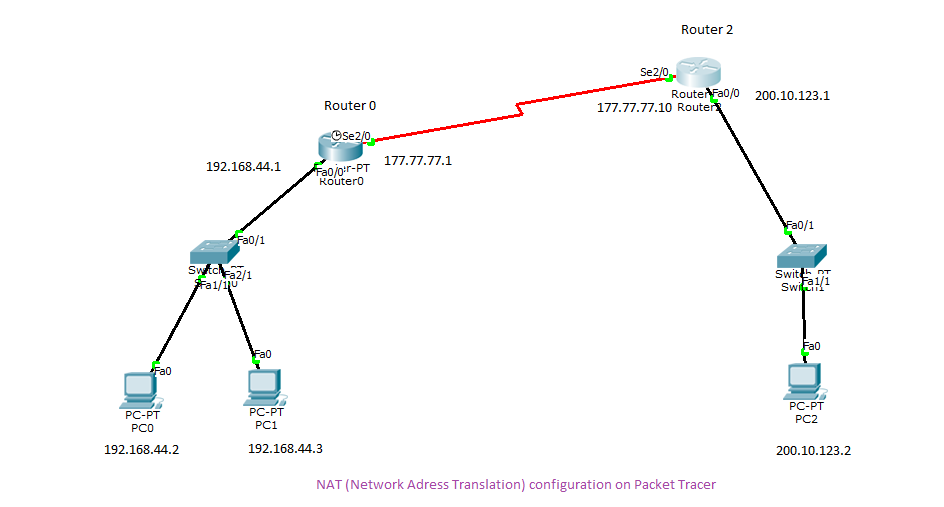 Router 2
Se2/0
Fa0/0
200.10.123.1
177.77.77.10
Router 0
Se2/0
177.77.77.1
192.168.44.1
Fa0/0
Router0
Fa0/1
Fa0/1
Fa2/1
Fa1/1
Fa1/1
Switch1
Fa0
Fa0
Fa0
PC-PT
PC0
PC-PT
PC1
PC-PT
PC2
192.168.44.2
192.168.44.3
200.10.123.2
NAT (Network Adress Translation) configuration on Packet Tracer